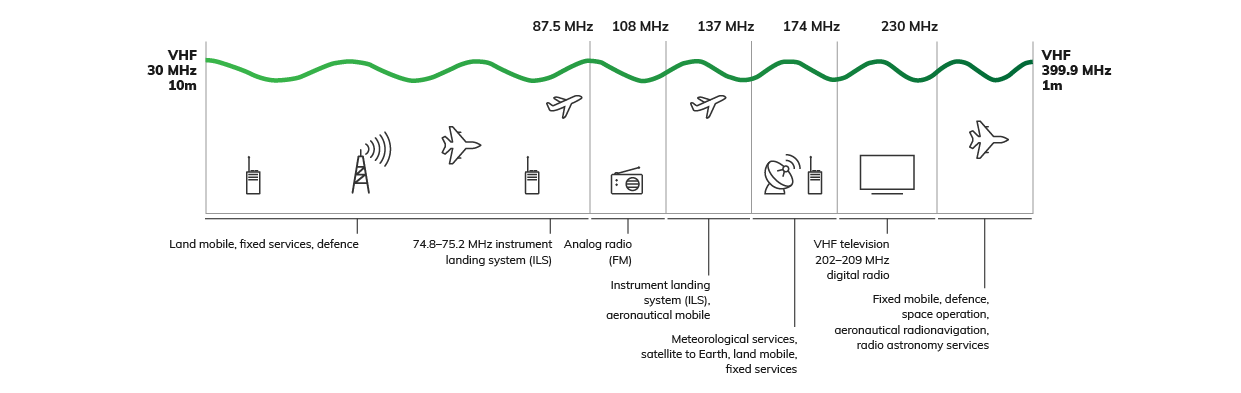 87.5 MHz 108 MHz 137 MHz 174 MHz 230 MHz
VHF
30 MHz
10m
VHF
399.9 MHz
1m
Land mobile, fixed services, defence
74.8–75.2 MHz instrument
landing system (ILS)
Analog radio
(FM)
Instrument landing
system (ILS),
aeronautical mobile
Meteorological services,
satellite to Earth, land mobile,
fixed services
VHF television
202–209 MHz
digital radio
Fixed mobile, defence,
space operation,
aeronautical radionavigation,
radio astronomy services